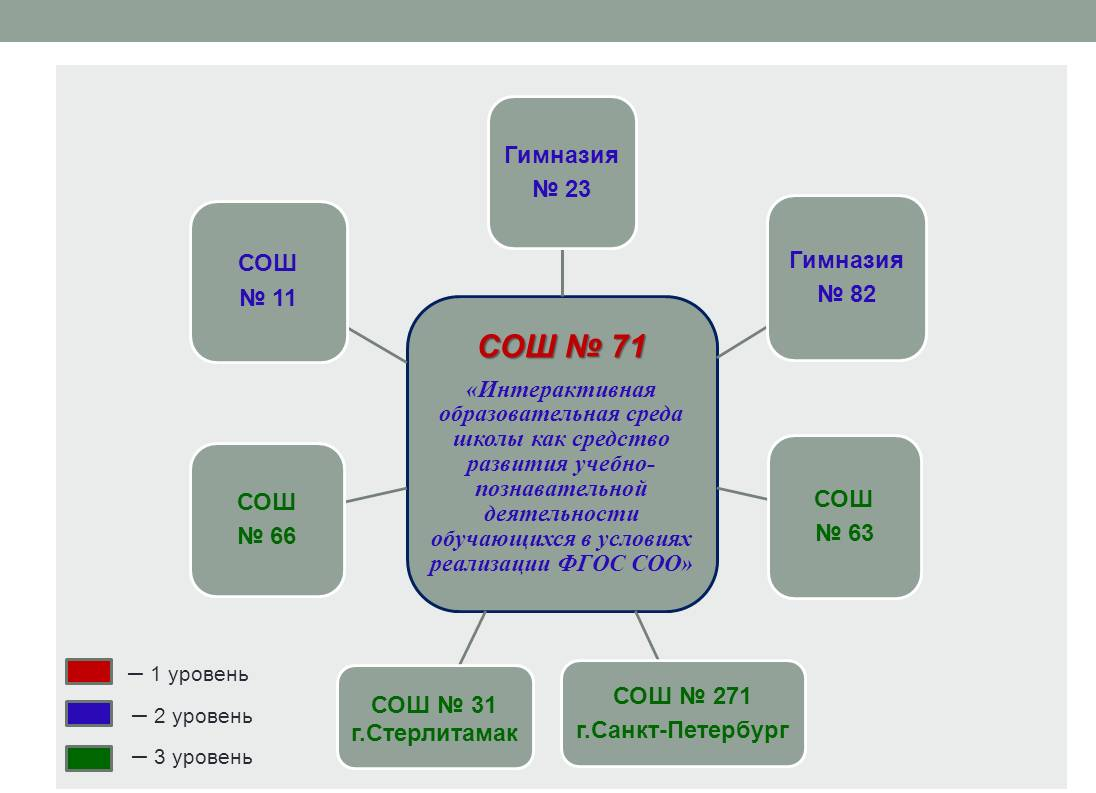 Гимназия
№ 23
СОШ
№ 11
Гимназия
№ 82
СОШ № 71
«Интерактивная
образовательная среда
школы как средство
развития учебно-
познавательной
деятельности
обучающихся в условиях
реализации ФГОС СОО»
СОШ
№ 66
СОШ
№ 63
СОШ № 31
г.Стерлитамак
СОШ № 271
г.Санкт-Петербург
– 1 уровень
– 2 уровень
– 3 уровень